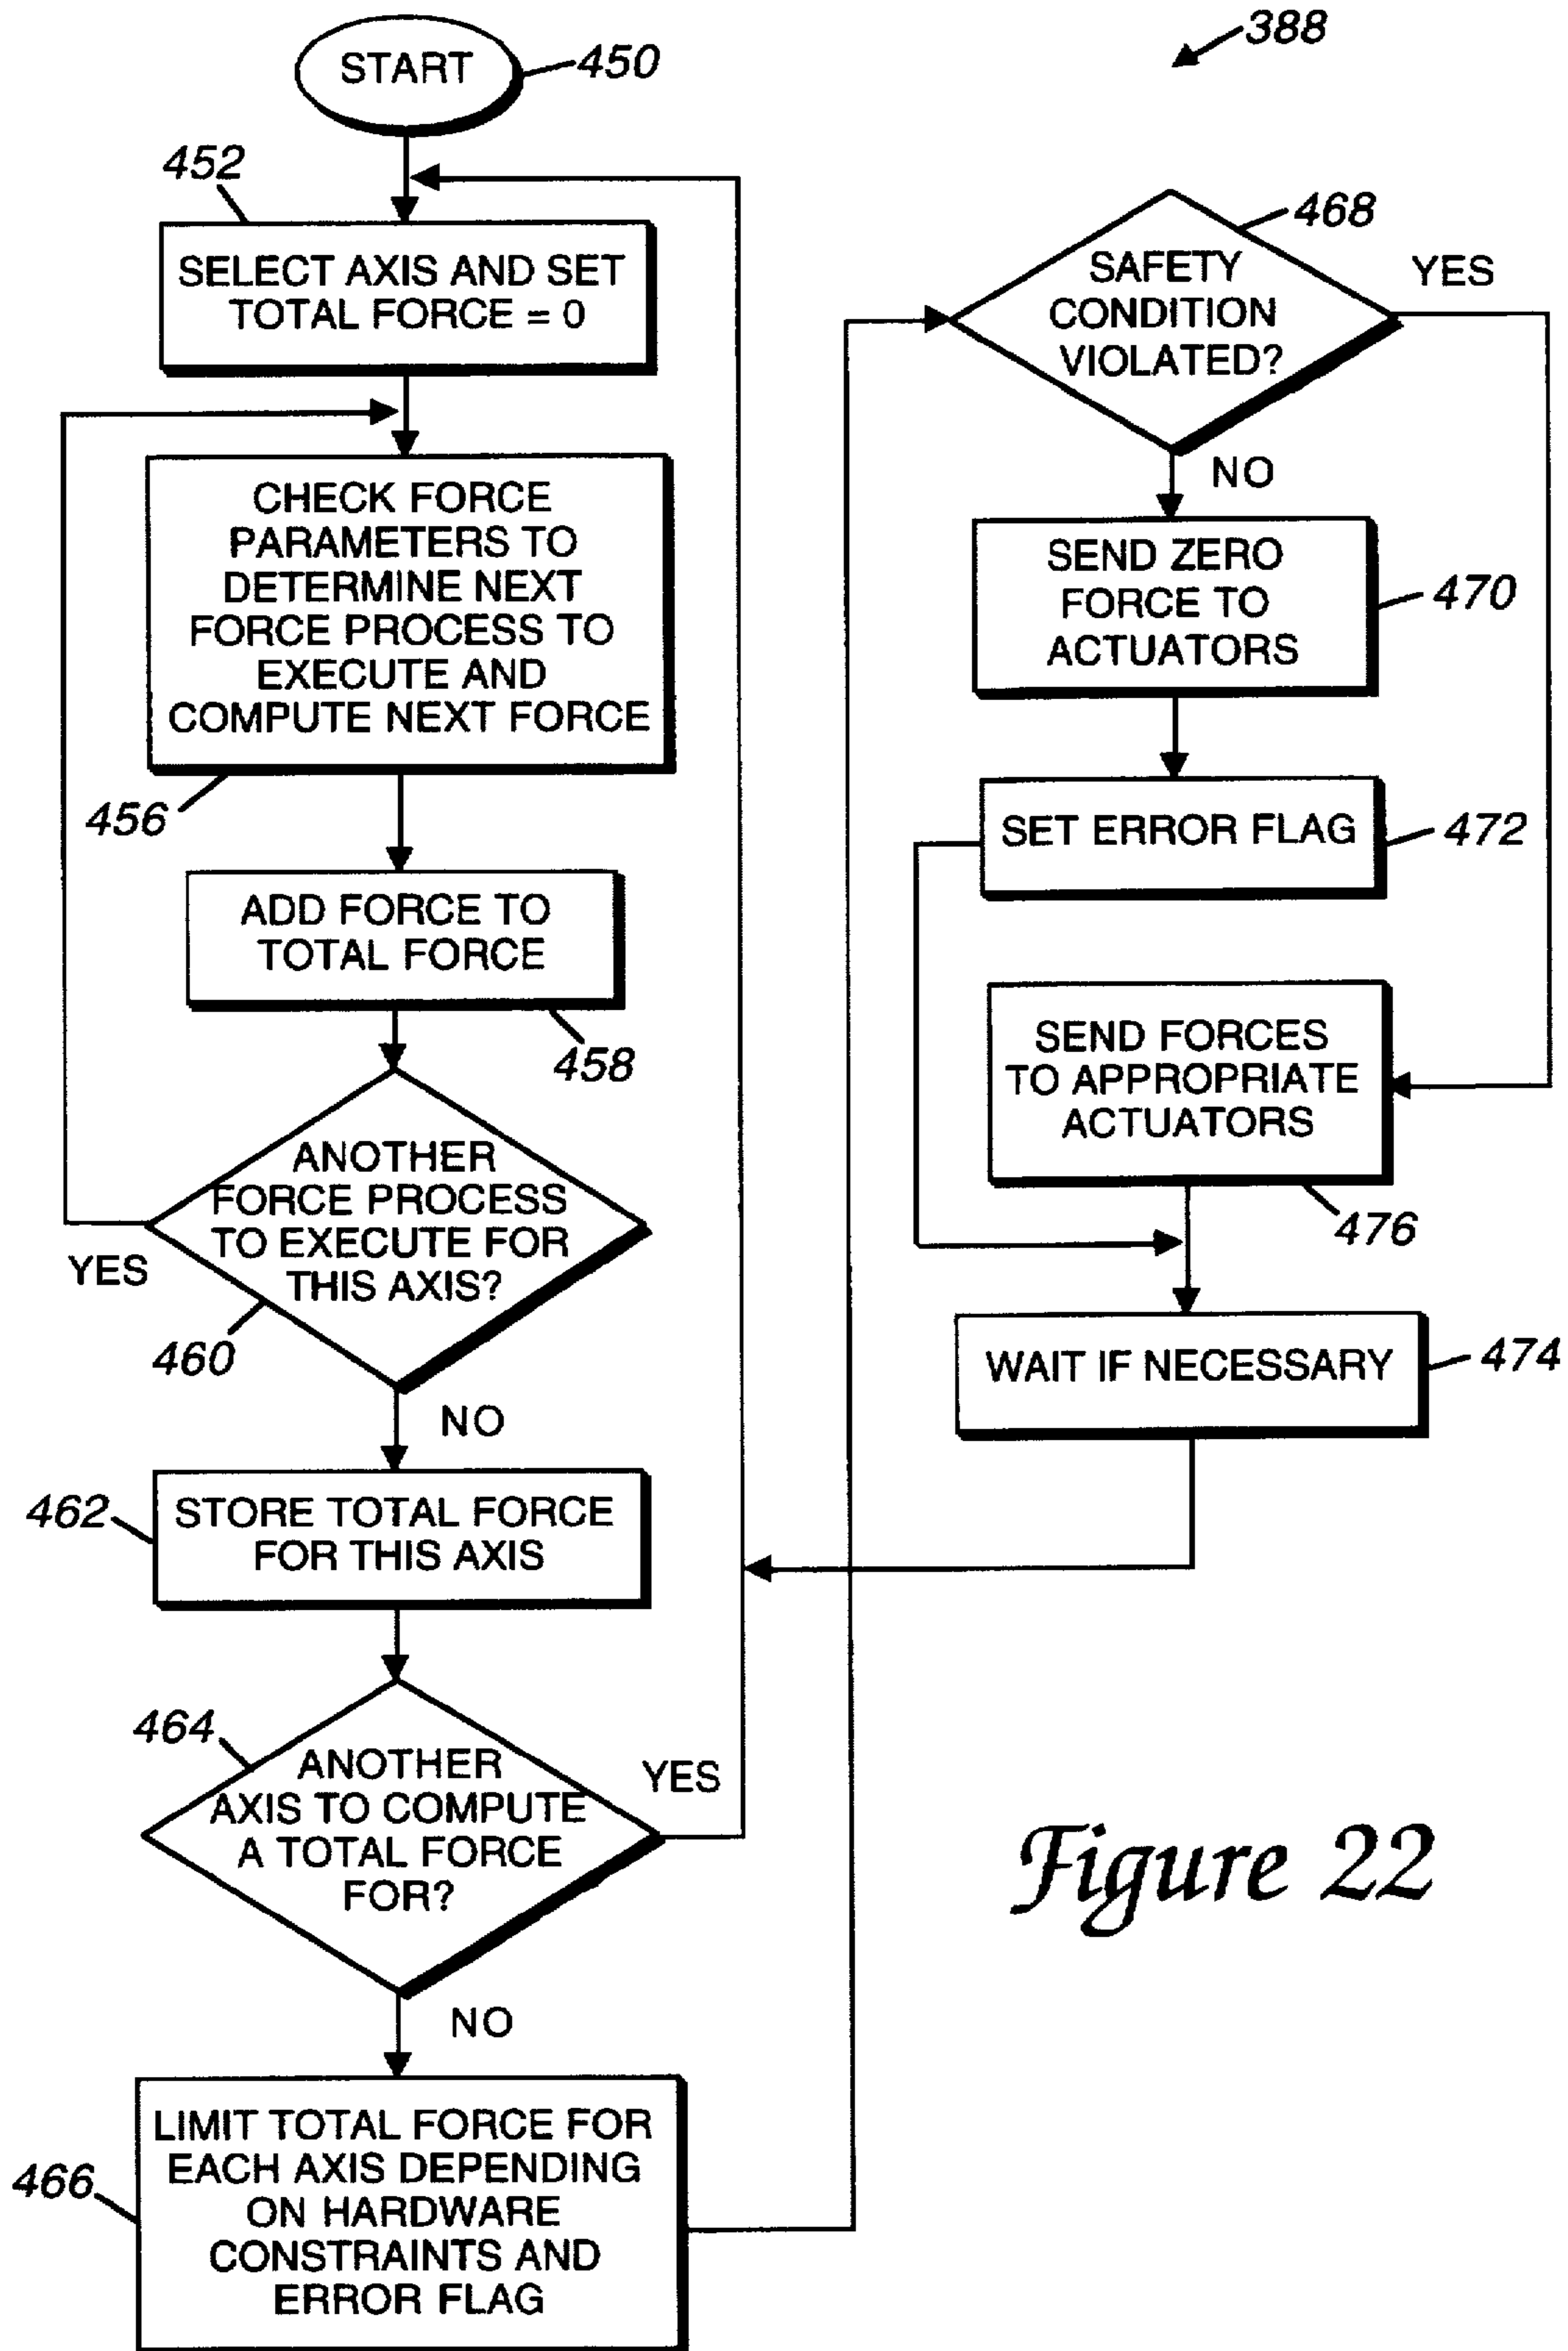 START
450
388
452
SELECT AXIS AND SET
TOTAL FORCE = 0
CHECK FORCE
PARAMETERS TO
DETERMINE NEXT
FORCE PROCESS TO
EXECUTE AND
COMPUTE NEXT FORCE
456
ADD FORCE TO
TOTAL FORCE
458
ANOTHER
FORCE PROCESS
TO EXECUTE FOR
THIS AXIS?
YES
460
NO
462
STORE TOTAL FORCE
FOR THIS AXIS
464
ANOTHER
AXIS TO COMPUTE
A TOTAL FORCE
FOR?
YES
NO
466
LIMIT TOTAL FORCE FOR
EACH AXIS DEPENDING
ON HARDWARE
CONSTRAINTS AND
ERROR FLAG
468
SAFETY
CONDITION
VIOLATED?
YES
NO
SEND ZERO
FORCE TO
ACTUATORS
470
SET ERROR FLAG
472
SEND FORCES
TO APPROPRIATE
ACTUATORS
476
WAIT IF NECESSARY
474
Figure 22